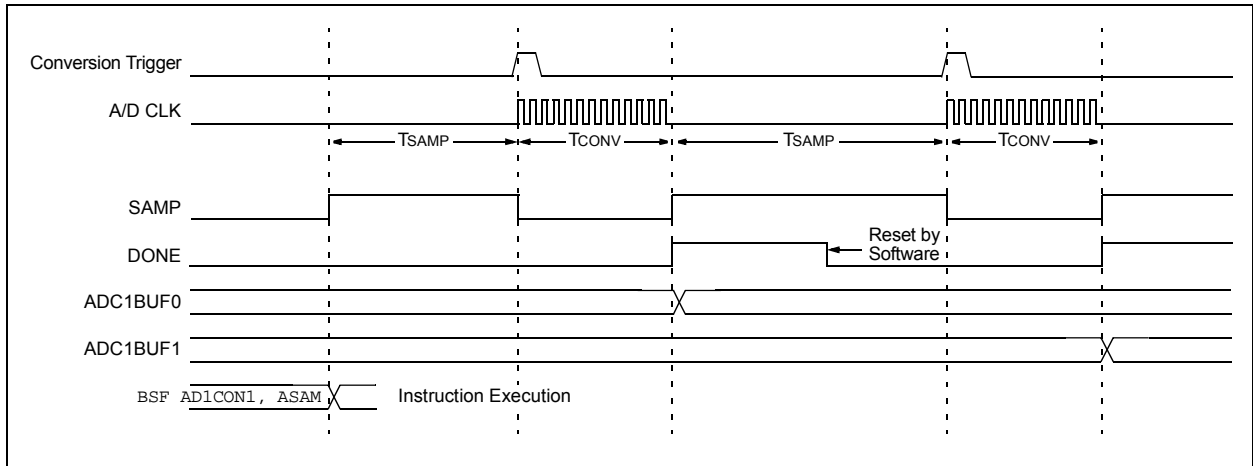 Conversion Trigger
A/D CLK
TSAMP TCONV TSAMP TCONV
SAMP
DONE
Reset by
Software
ADC1BUF0
ADC1BUF1
BSF AD1CON1, ASAM Instruction Execution